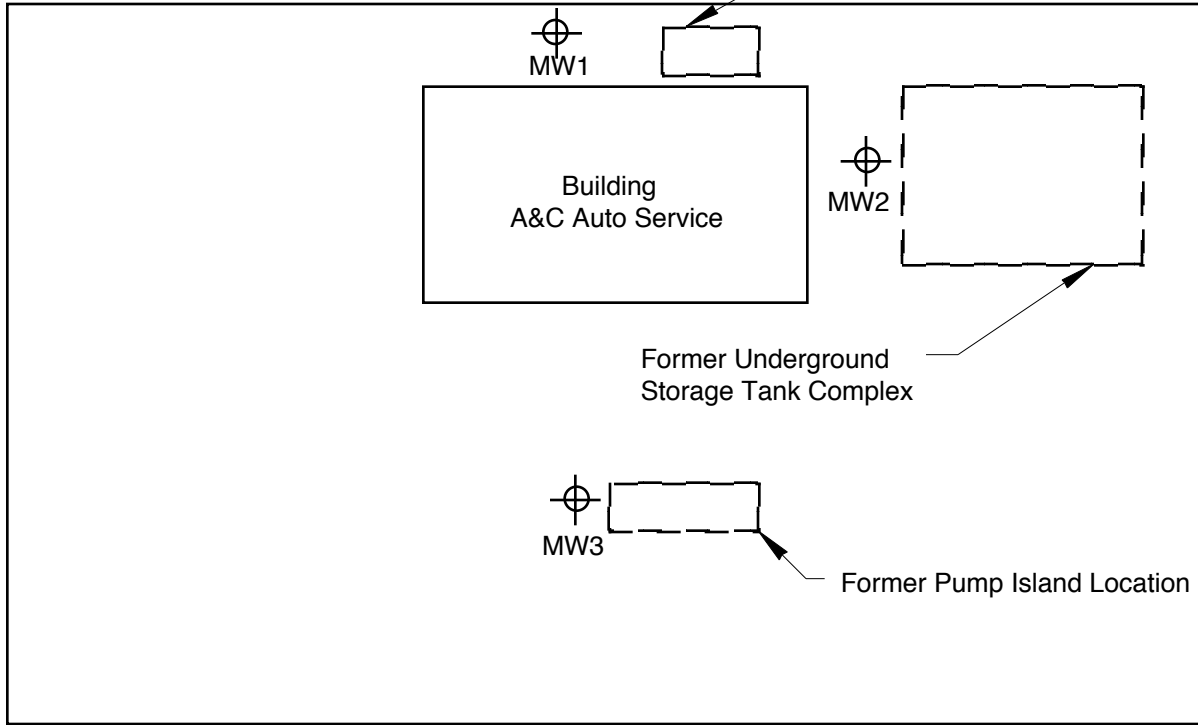 MW1
Building
A&C Auto Service
MW2
Former Underground
Storage Tank Complex
MW3
Former Pump Island Location